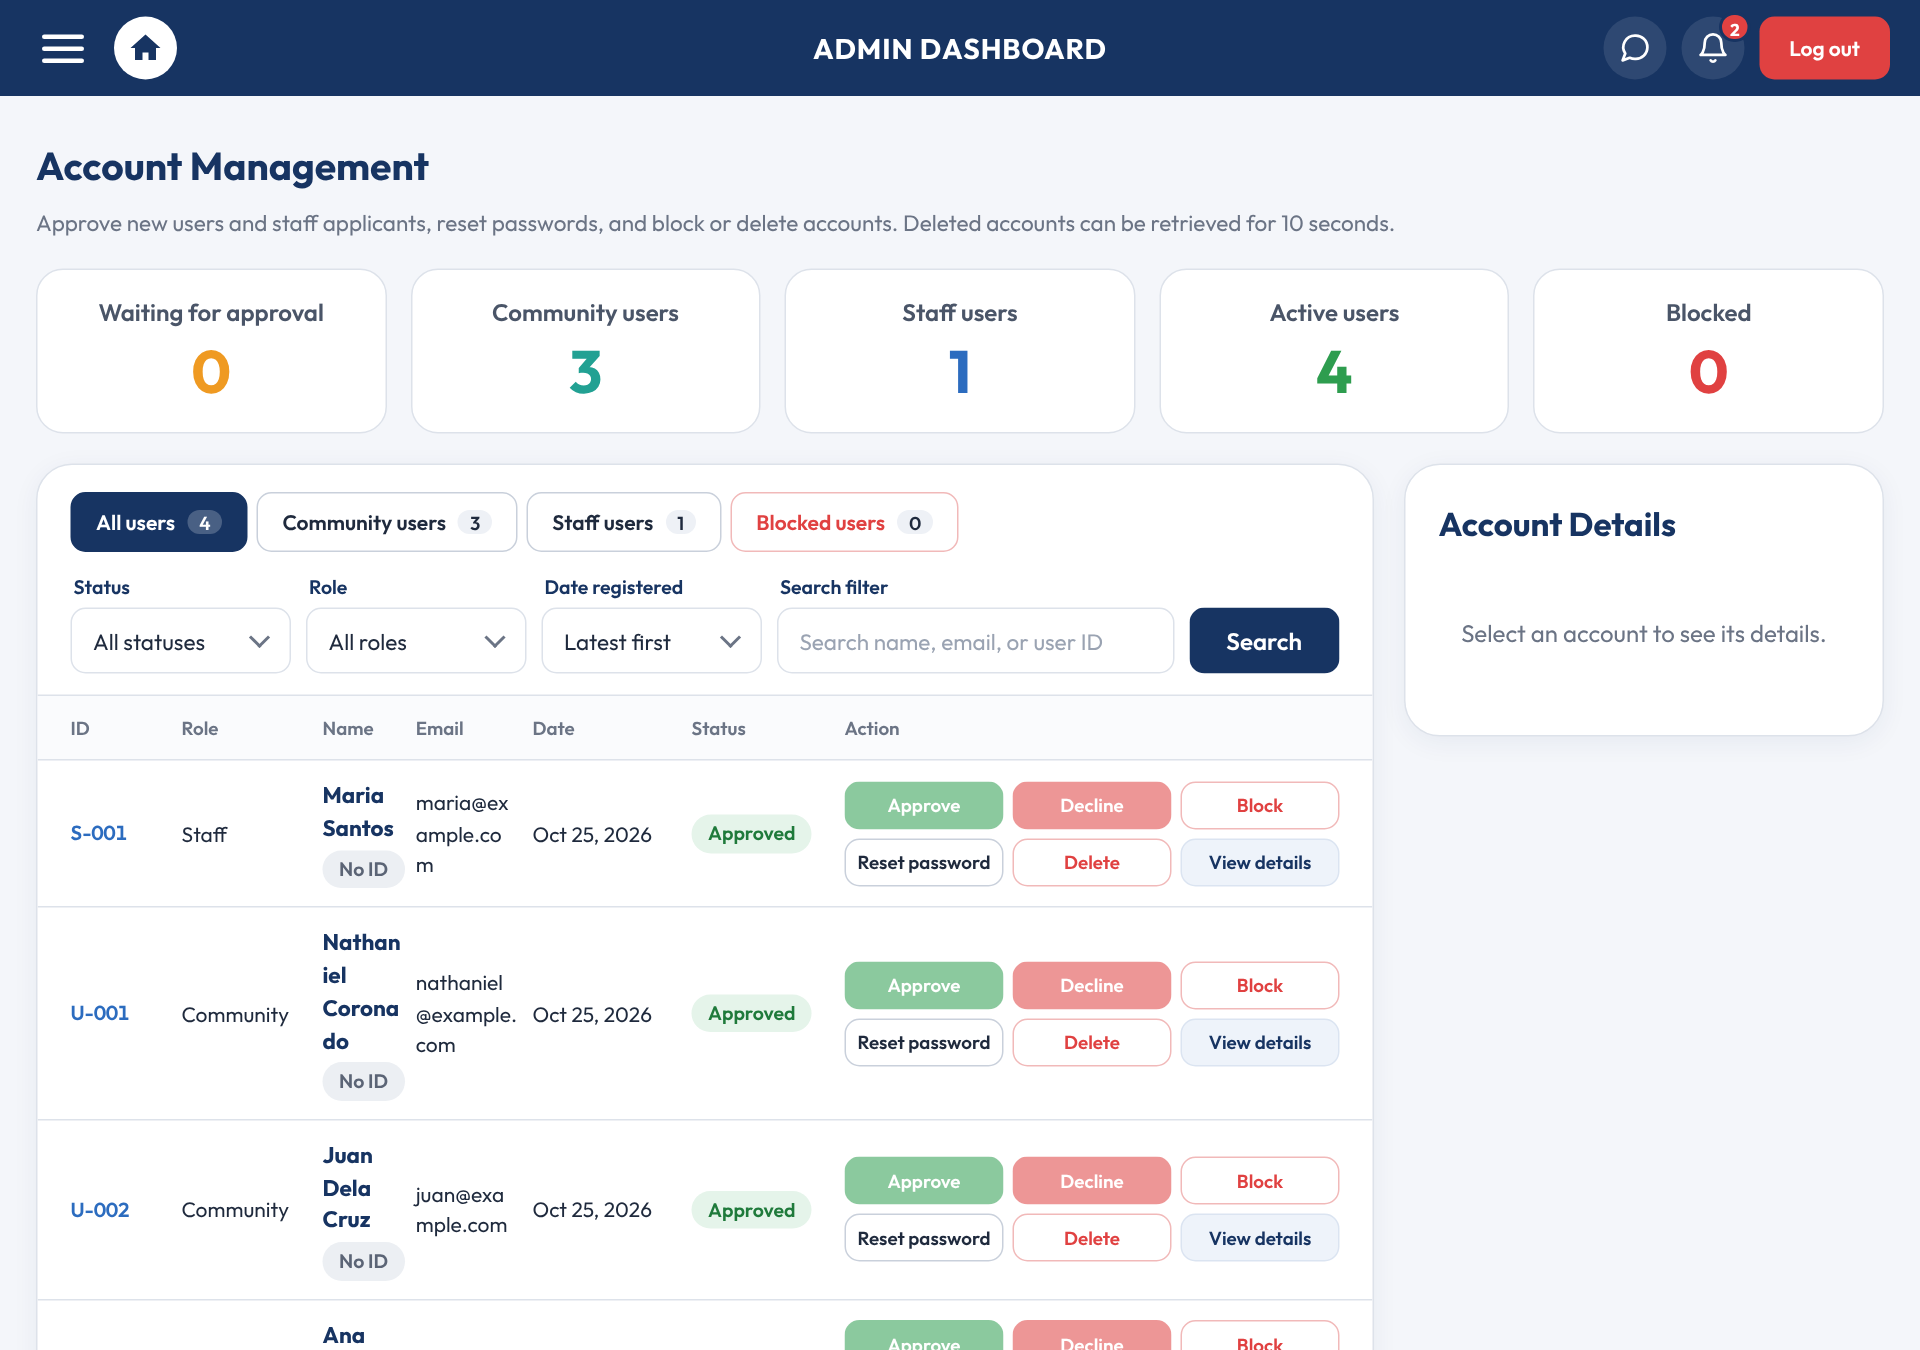 ADMIN DASHBOARD
2
Log out
Account Management
Approve new users and staff applicants, reset passwords, and block or delete accounts. Deleted accounts can be retrieved for 10 seconds.
Waiting for approval
0
Community users
3
Staff users
1
Active users
4
Blocked
0
All users 4
Community users 3
Staff users 1
Blocked users 0
Status
Role
Date registered
Search filter
All statuses
All roles
Latest first
Search name, email, or user ID
Search
Account Details
Select an account to see its details.
ID Role Name Email Date Status Action
S-001
Staff
Maria
Santos
No ID
maria@ex
ample.co
m
Oct 25, 2026
Approved
Approve Decline Block
Reset password Delete View details
U-001
Community
Nathan
iel
Corona
do
No ID
nathaniel
@example.
com
Oct 25, 2026
Approved
Approve Decline Block
Reset password Delete View details
U-002
Community
Juan
Dela
Cruz
No ID
juan@exa
mple.com
Oct 25, 2026
Approved
Approve Decline Block
Reset password Delete View details
Ana
Approve Decline Block